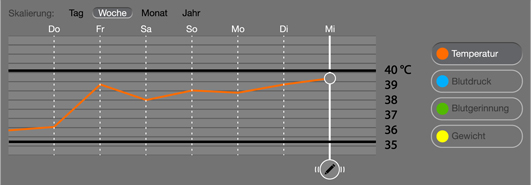 Skalierung: Tag Woche Monat Jahr
Do Fr Sa So Mo Di Mi
40 °C
39
38
37
36
35
Temperatur
Blutdruck
Blutgerinnung
Gewicht